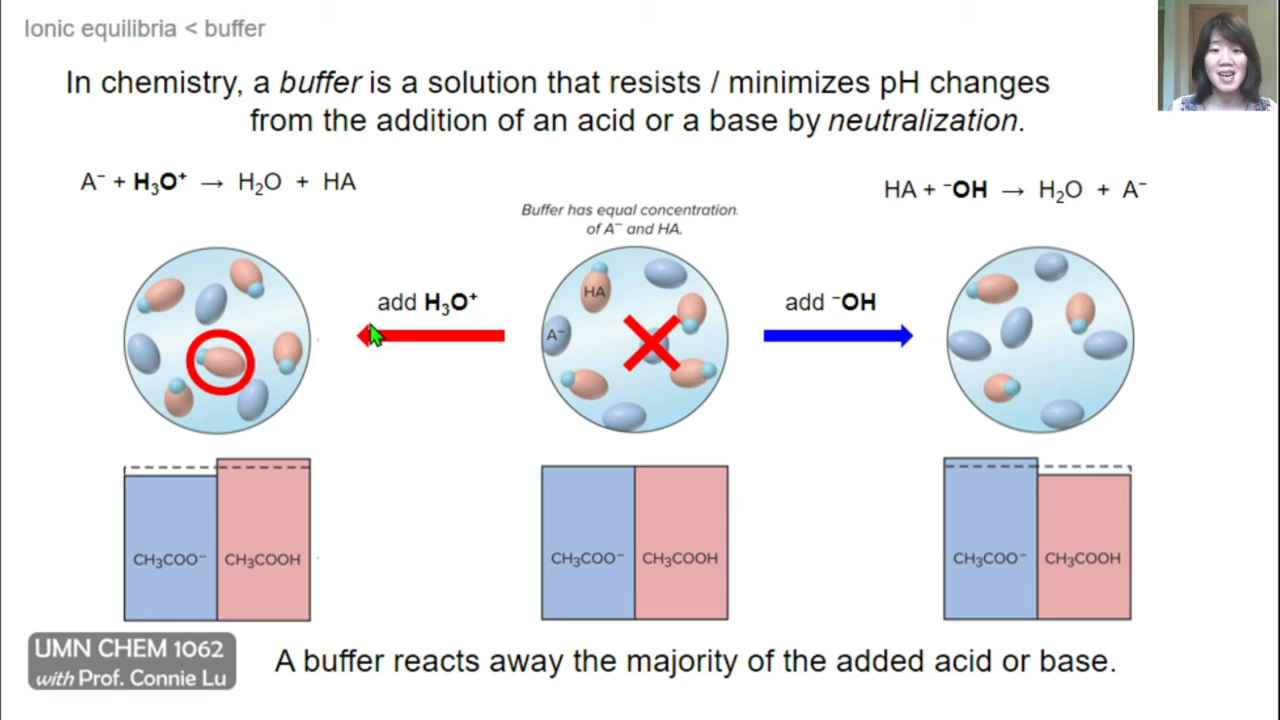 Ionic equilibria < buffer
In chemistry, a buffer is a solution that resists / minimizes pH changes
from the addition of an acid or a base by neutralization.
A⁻ + H₃O⁺ → H₂O + HA
HA + ⁻OH → H₂O + A⁻
Buffer has equal concentration
of A⁻ and HA.
add H₃O⁺
HA
A⁻
add ⁻OH
CH₃COO⁻ CH₃COOH
CH₃COO⁻ CH₃COOH
CH₃COO⁻ CH₃COOH
UMN CHEM 1062
with Prof. Connie Lu
A buffer reacts away the majority of the added acid or base.